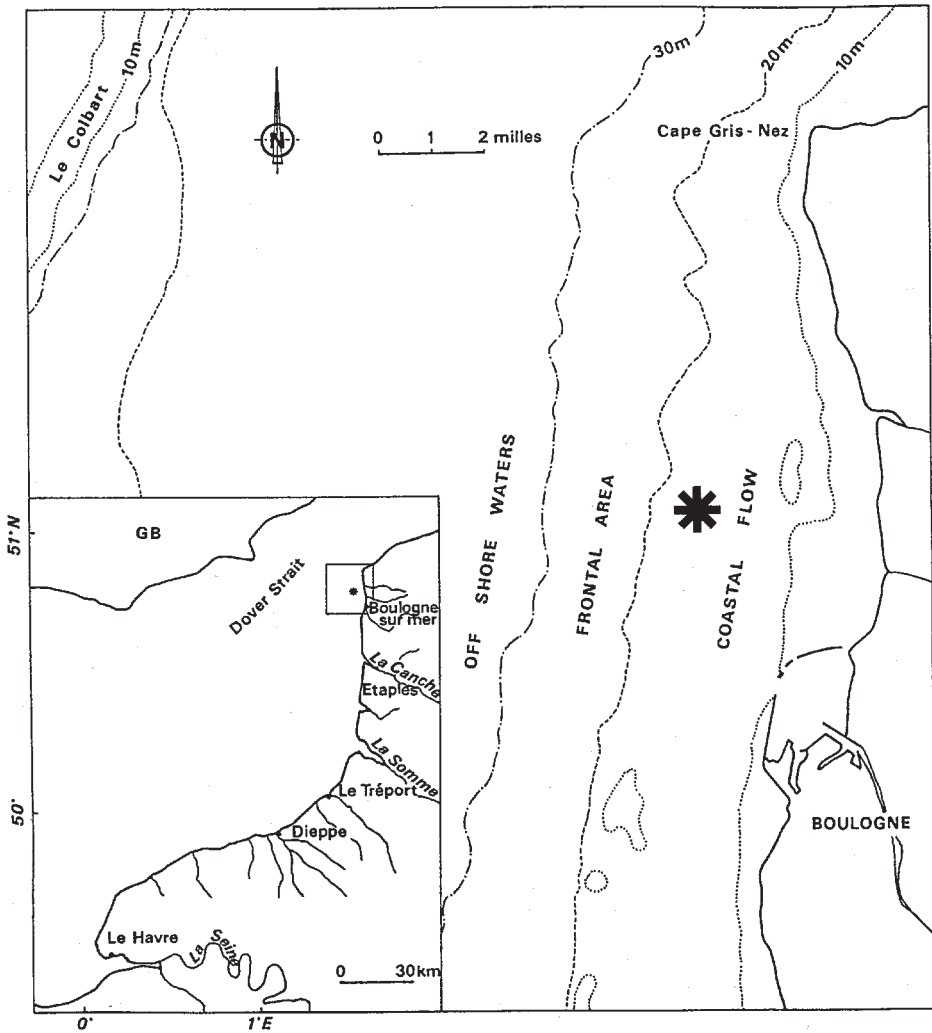 30m
20m
10m
10m
Le Colbart
N
0 1 2 milles
Cape Gris-Nez
OFF SHORE WATERS
FRONTAL AREA
COASTAL FLOW
BOULOGNE
51°N
50°
GB
Dover Strait
Boulogne
sur mer
La Canche
Etaples
La Somme
Le Tréport
Dieppe
Le Havre
La Seine
0 30km
0°
1°E